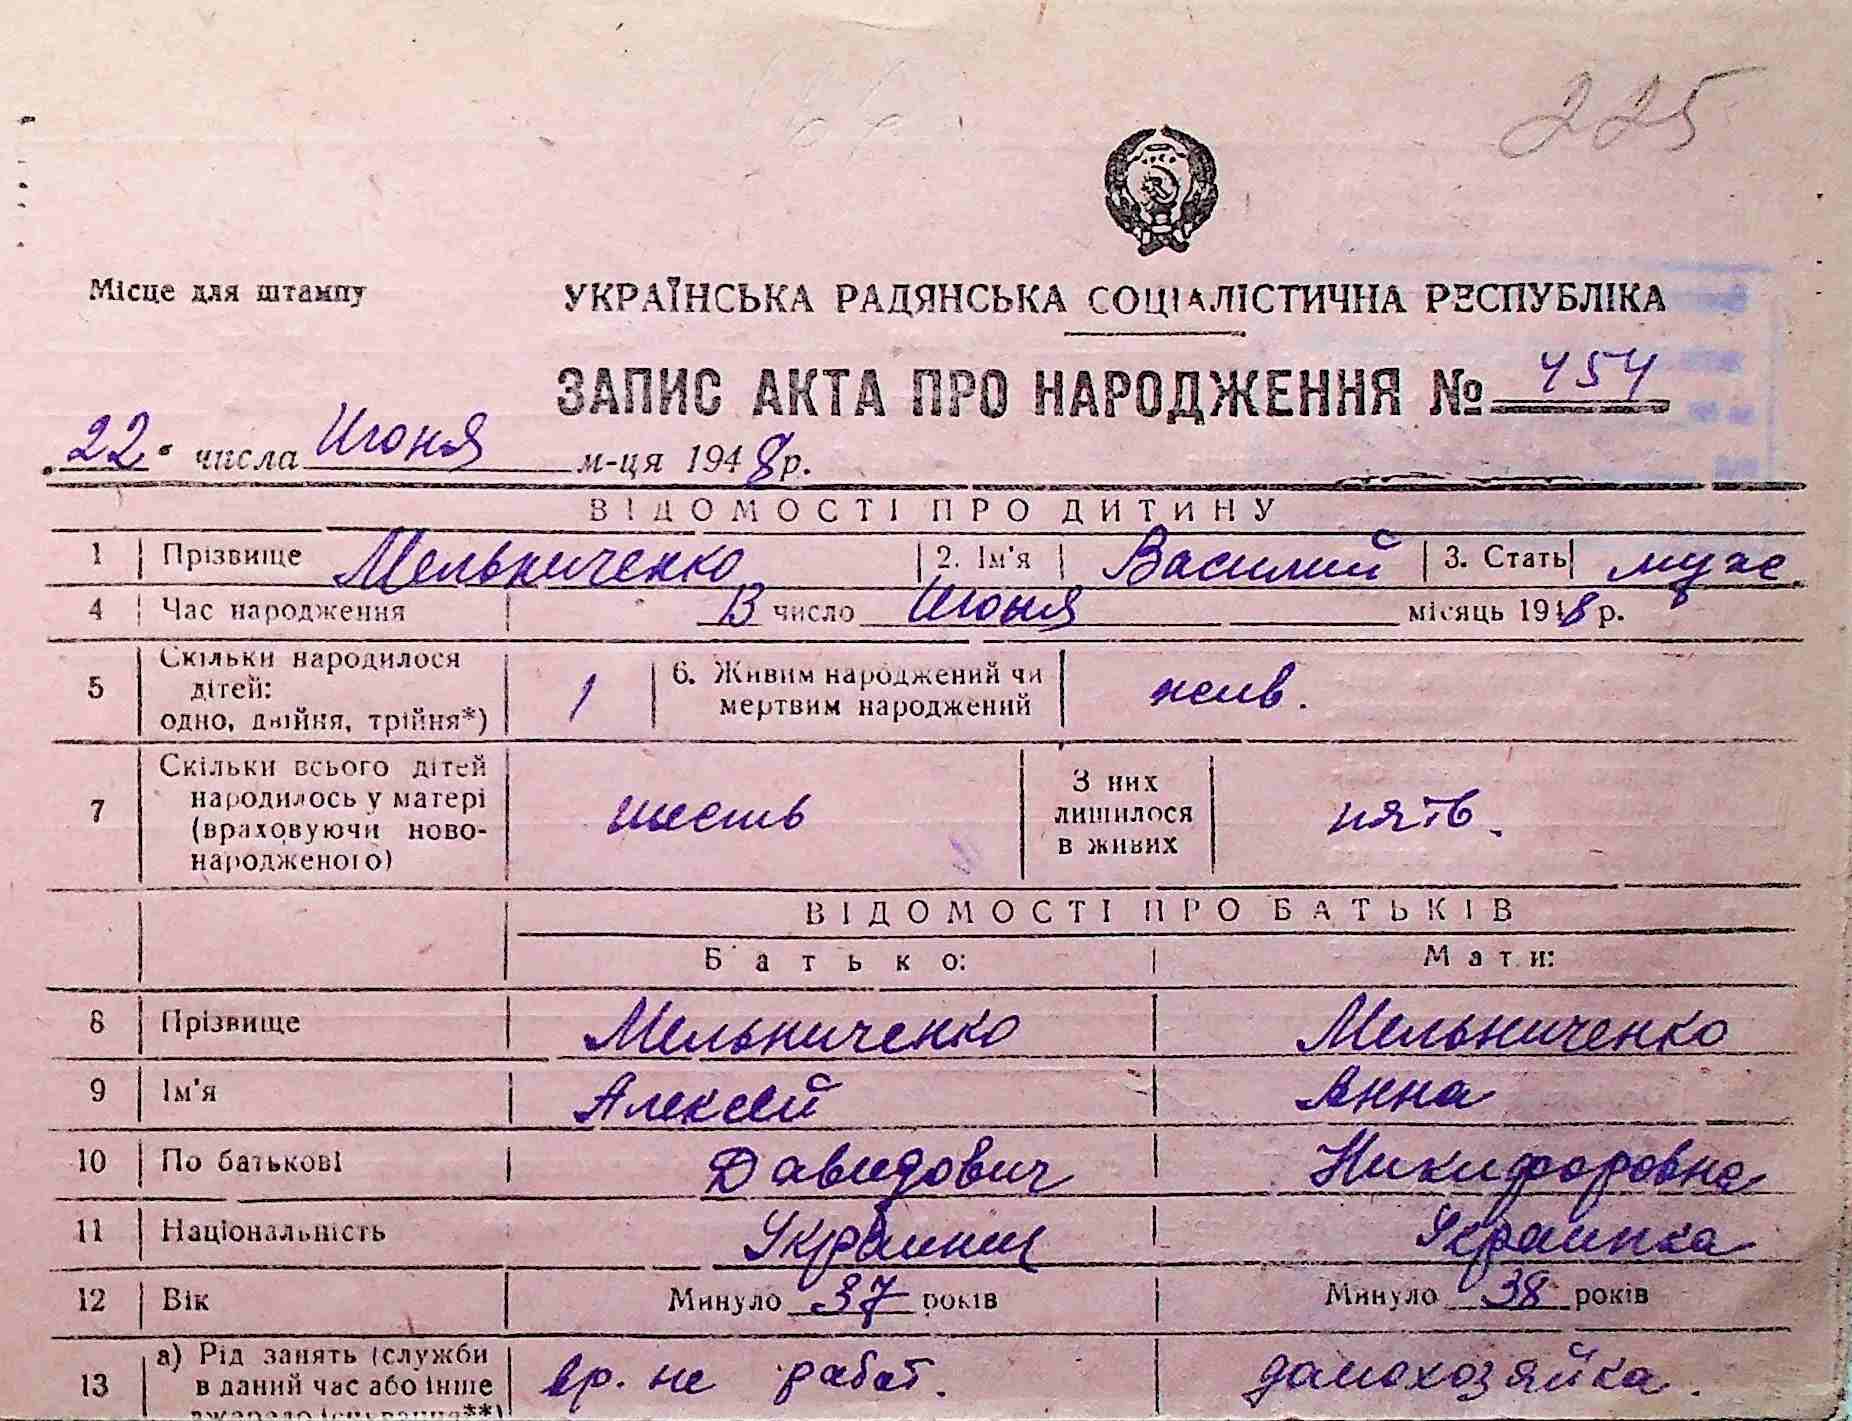 225
Місце для штампу
УКРАЇНСЬКА РАДЯНСЬКА СОЦІАЛІСТИЧНА РЕСПУБЛІКА
ЗАПИС АКТА ПРО НАРОДЖЕННЯ № 454
„22“ числа Июня м-ця 1948 р.
ВІДОМОСТІ ПРО ДИТИНУ
1 Прізвище Мельниченко 2. Ім'я Василий 3. Стать муж.
4 Час народження 13 число Июня місяць 1948 р.
5 Скільки народилося дітей: одно, двійня, трійня*) 1 6. Живим народжений чи мертвим народжений жив.
7 Скільки всього дітей народилось у матері (враховуючи ново-народженого) шесть З них лишилося в живих пять.
ВІДОМОСТІ ПРО БАТЬКІВ
Батько: Мати:
8 Прізвище Мельниченко Мельниченко
9 Ім'я Алексей Анна
10 По батькові Давидович Никифоровна
11 Національність Украинец Украинка
12 Вік Минуло 37 років Минуло 38 років
13 а) Рід занять (служби в даний час або інше джерело існування**) вр. не работ. домохозяйка.